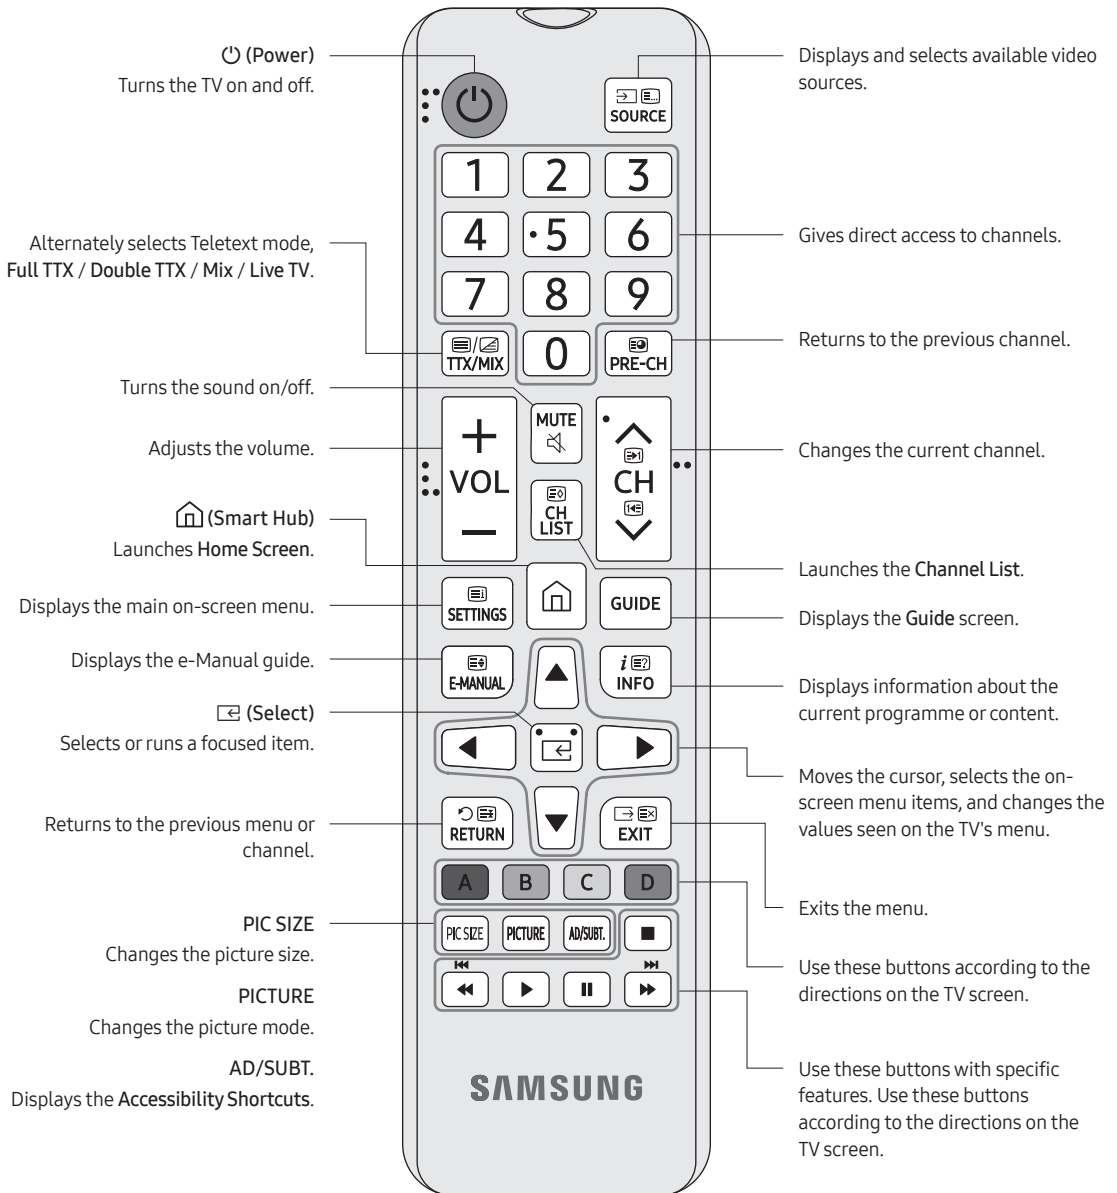 (Power)
Turns the TV on and off.
Alternately selects Teletext mode,
Full TTX / Double TTX / Mix / Live TV.
Turns the sound on/off.
Adjusts the volume.
(Smart Hub)
Launches Home Screen.
Displays the main on-screen menu.
Displays the e-Manual guide.
(Select)
Selects or runs a focused item.
Returns to the previous menu or
channel.
PIC SIZE
Changes the picture size.
PICTURE
Changes the picture mode.
AD/SUBT.
Displays the Accessibility Shortcuts.
SOURCE
1 2 3
4 5 6
7 8 9
TTX/MIX 0 PRE-CH
MUTE
VOL
CH
CH
LIST
SETTINGS
GUIDE
E-MANUAL
i
INFO
RETURN
EXIT
A B C D
PIC SIZE PICTURE AD/SUBT.
SAMSUNG
Displays and selects available video
sources.
Gives direct access to channels.
Returns to the previous channel.
Changes the current channel.
Launches the Channel List.
Displays the Guide screen.
Displays information about the
current programme or content.
Moves the cursor, selects the on-
screen menu items, and changes the
values seen on the TV's menu.
Exits the menu.
Use these buttons according to the
directions on the TV screen.
Use these buttons with specific
features. Use these buttons
according to the directions on the
TV screen.